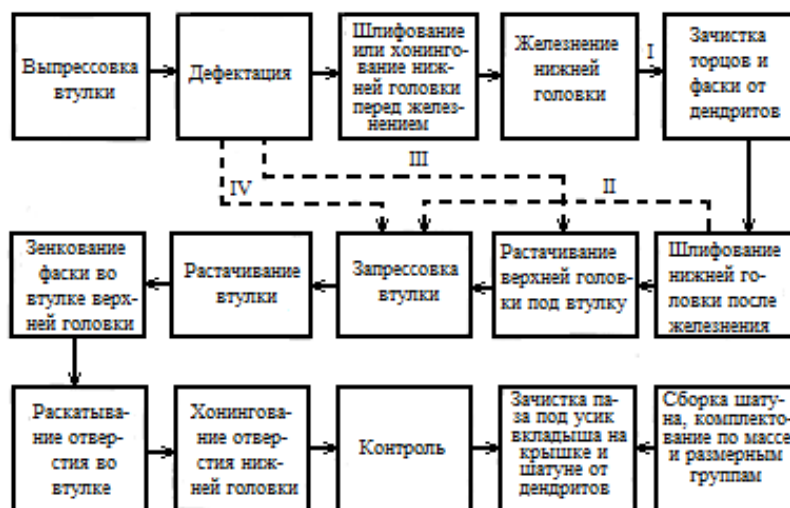 Выпрессовка
втулки
Дефектация
Шлифование
или хонинго-
вание ниж-
ней головки
перед желез-
нением
Железнение
нижней
головки
I
Зачистка
торцов и
фаски от
дендритов
III
IV
II
Зенкование
фаски во
втулке верх-
ней головки
Растачивание
втулки
Запрессовка
втулки
Растачивание
верхней голов-
ки под втулку
Шлифование
нижней го-
ловки после
железнения
Раскатыва-
ние отвер-
стия во
втулке
Хонингова-
ние отвер-
стия ниж-
ней головки
Контроль
Зачистка па-
за под усик
вкладыша на
крышке и
шатуне от
дендритов
Сборка шату-
на, комплекто-
вание по массе
и размерным
группам